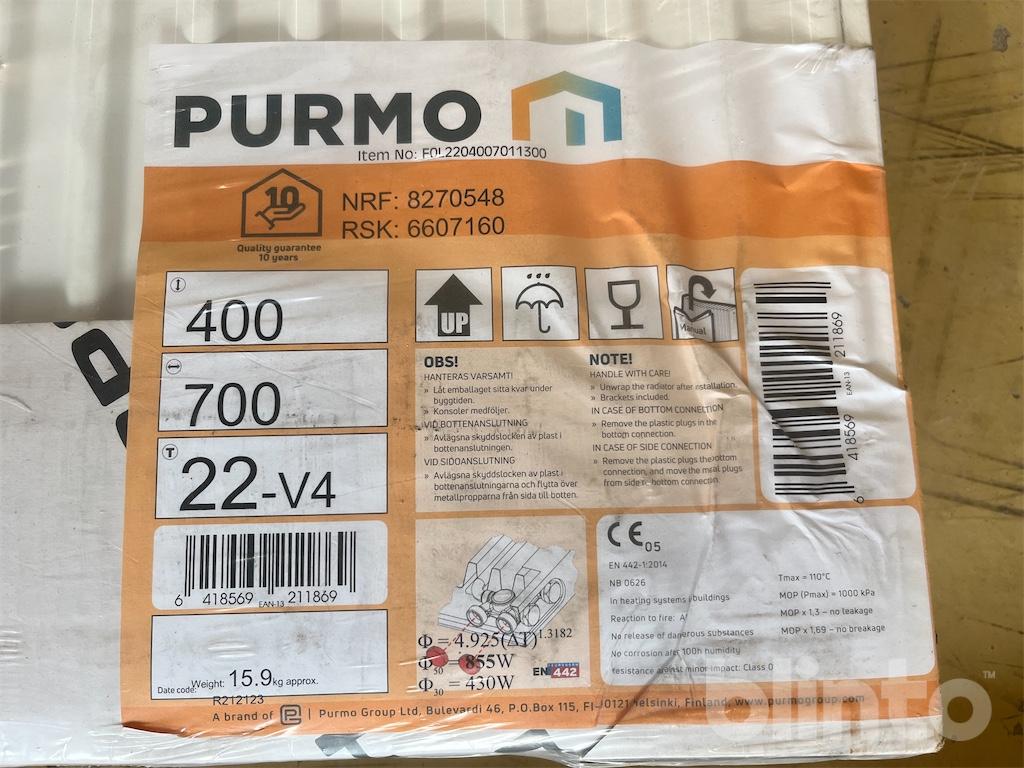 PURMO
Item No: F0L2204007011300
10
Quality guarantee
10 years
NRF: 8270548
RSK: 6607160
400
700
T
22-V4
6 418569 EAN-13 211869
Weight: 15.9 kg approx.
Date code:
R212123
UP
Manual
OBS!
HANTERAS VARSAMT!
» Låt emballaget sitta kvar under
byggtiden.
» Konsoler medföljer.
VID BOTTENANSLUTNING
» Avlägsna skyddslocken av plast i
bottenanslutningen.
VID SIDOANSLUTNING
» Avlägsna skyddslocken av plast i
bottenanslutningarna och flytta över
metallpropparna från sida till botten.
NOTE!
HANDLE WITH CARE!
» Unwrap the radiator after installation.
» Brackets included.
IN CASE OF BOTTOM CONNECTION
» Remove the plastic plugs in the
bottom connection.
IN CASE OF SIDE CONNECTION
» Remove the plastic plugs bottom
connection, and move the metal plugs
from side to bottom connection.
6 418569 EAN-13 211869
Φ = 4.925(ΔT)1.3182
Φ50 = 855W
Φ30 = 430W
EN 442
CE 05
EN 442-1:2014
NB 0626
In heating systems i buildings
Reaction to fire: A
No release of dangerous substances
No corrosion after 100h humidity
Resistance against minor impact: Class 0
Tmax = 110°C
MOP (Pmax) = 1000 kPa
MOP x 1,3 – no leakage
MOP x 1,69 – no breakage
A brand of | Purmo Group Ltd, Bulevardi 46, P.O.Box 115, FI-00121 Helsinki, Finland, www.purmogroup.com
blinto™